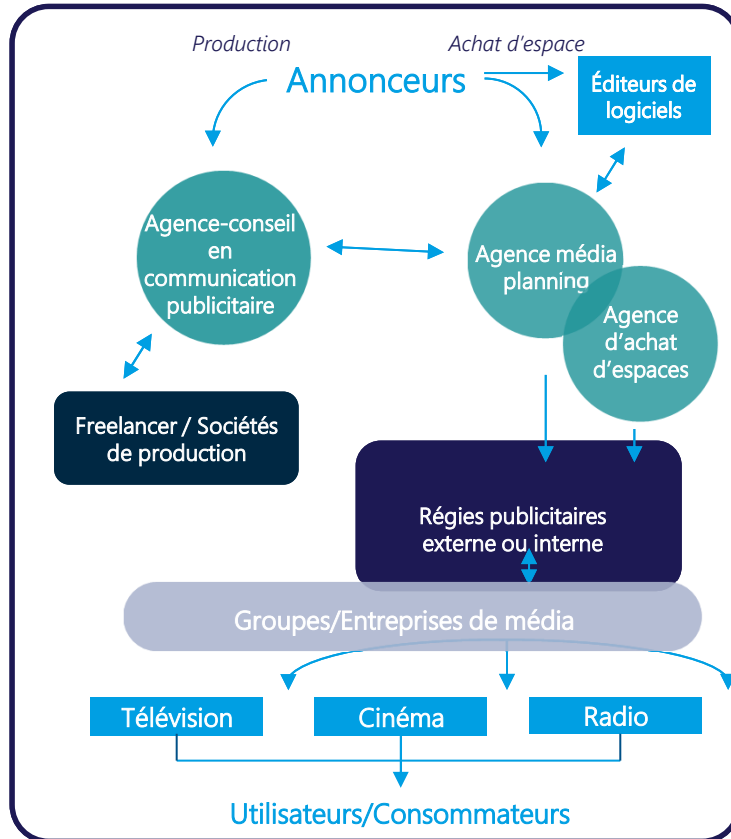 Production
Achat d'espace
Annonceurs
Éditeurs de
logiciels
Agence-conseil
en
communication
publicitaire
Agence média
planning
Agence
d'achat
d'espaces
Freelancer / Sociétés
de production
Régies publicitaires
externe ou interne
Groupes/Entreprises de média
Télévision
Cinéma
Radio
Utilisateurs/Consommateurs